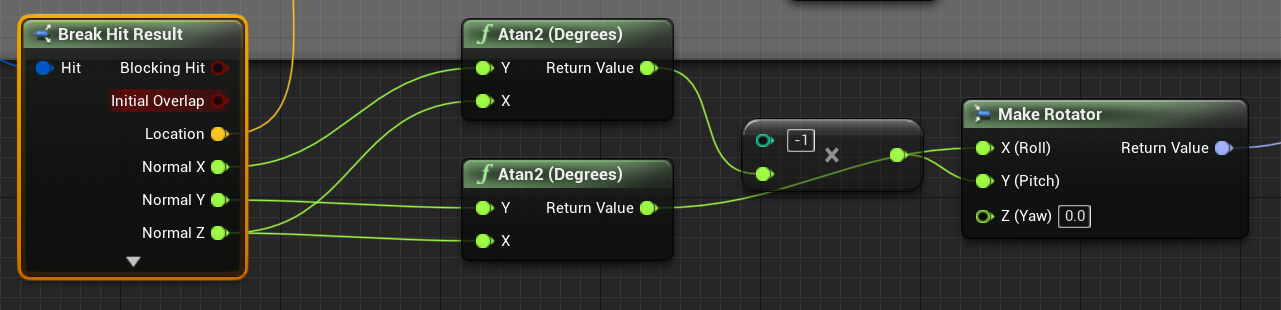 Break Hit Result
Hit
Blocking Hit
Initial Overlap
Location
Normal X
Normal Y
Normal Z
f Atan2 (Degrees)
Y Return Value
X
f Atan2 (Degrees)
Y Return Value
X
-1
×
Make Rotator
X (Roll) Return Value
Y (Pitch)
Z (Yaw) 0.0